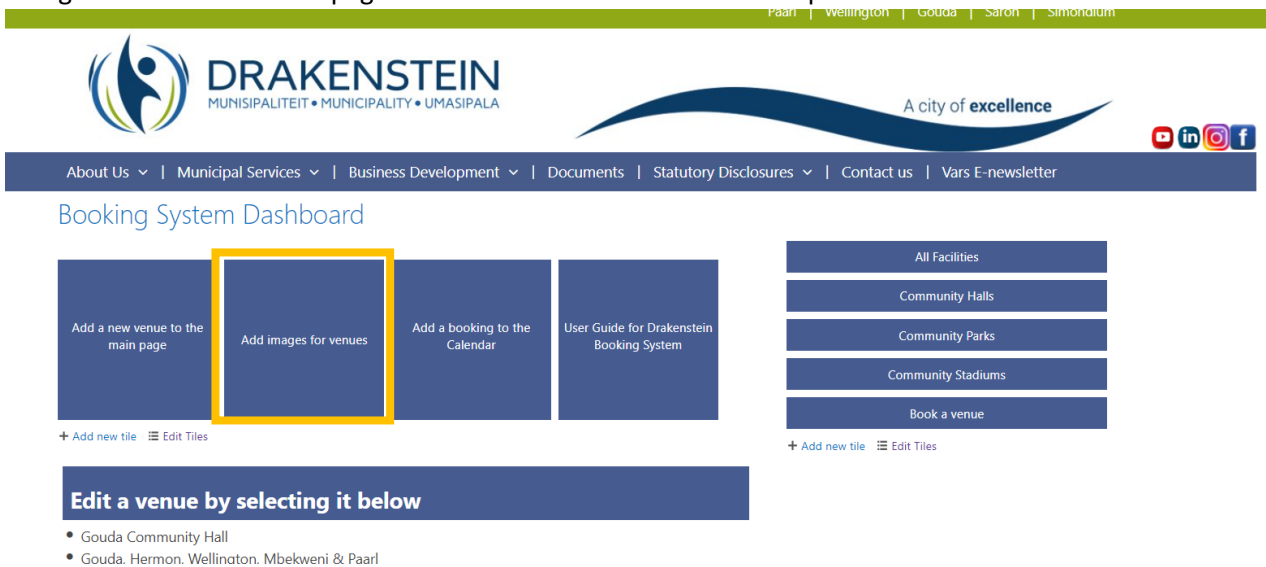 Paarl | Wellington | Gouda | Saron | Simondium
DRAKENSTEIN
MUNISIPALITEIT • MUNICIPALITY • UMASIPALA
A city of excellence
About Us | Municipal Services | Business Development | Documents | Statutory Disclosures | Contact us | Vars E-newsletter
Booking System Dashboard
Add a new venue to the
main page
Add images for venues
Add a booking to the
Calendar
User Guide for Drakenstein
Booking System
+ Add new tile Edit Tiles
All Facilities
Community Halls
Community Parks
Community Stadiums
Book a venue
+ Add new tile Edit Tiles
Edit a venue by selecting it below
• Gouda Community Hall
• Gouda, Hermon, Wellington, Mbekweni & Paarl